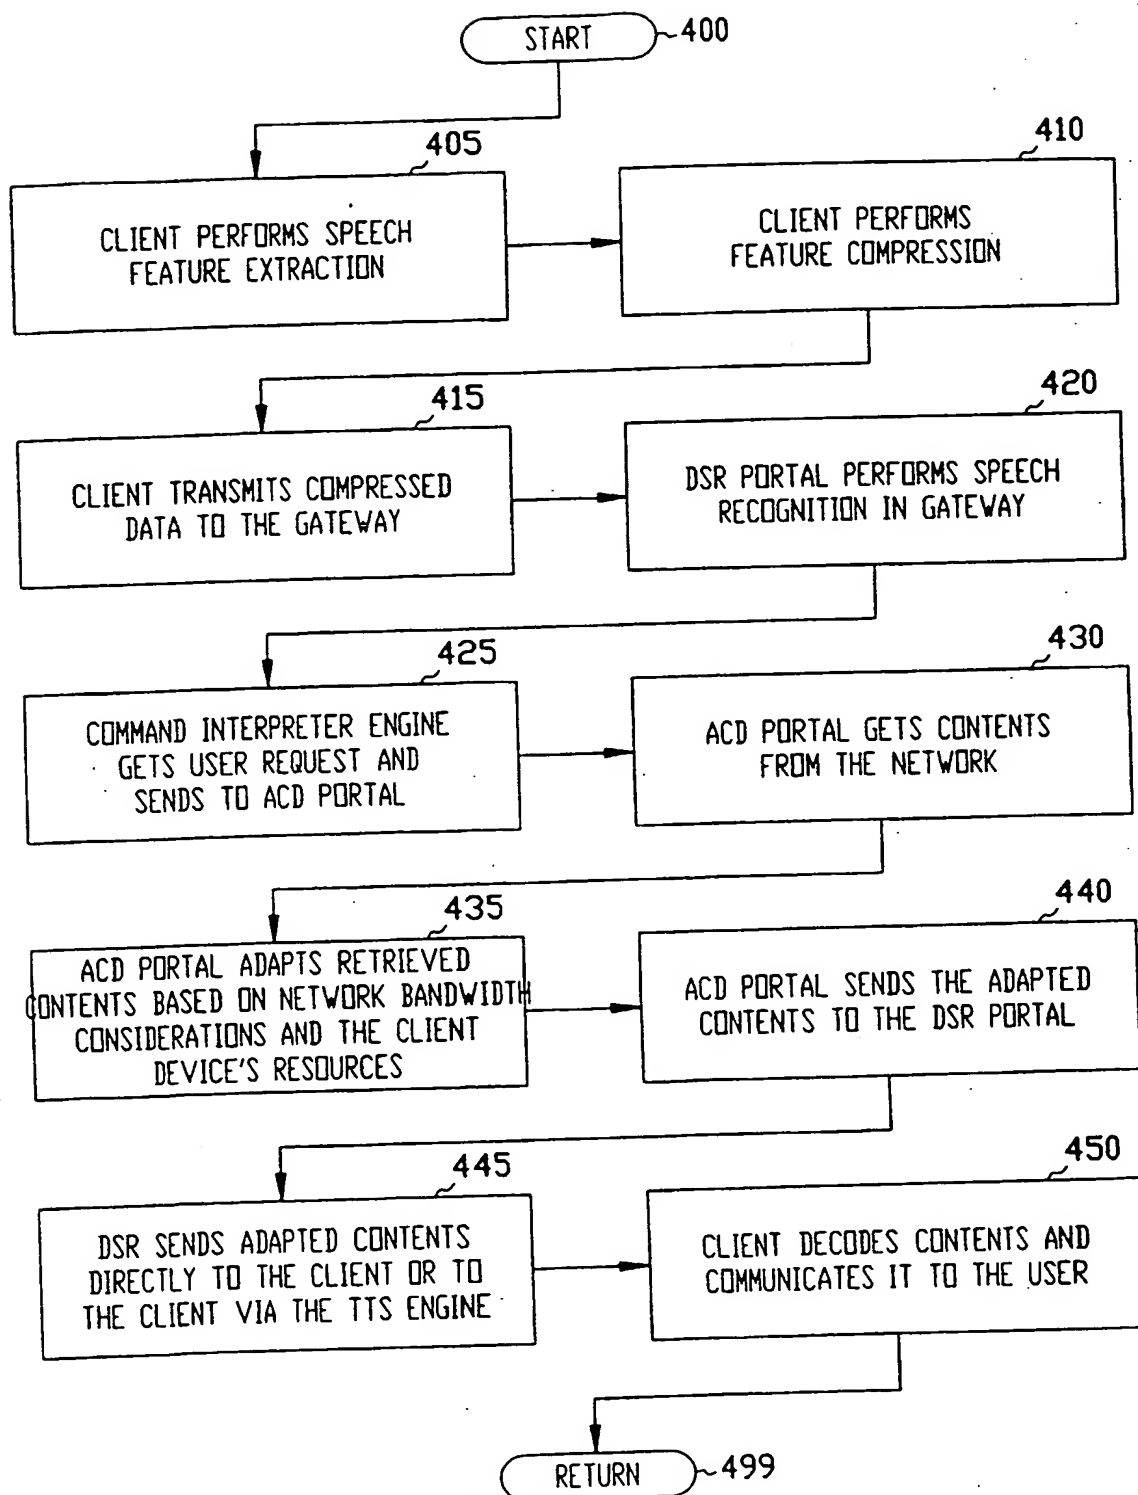 START
400
405
CLIENT PERFORMS SPEECH
FEATURE EXTRACTION
410
CLIENT PERFORMS
FEATURE COMPRESSION
415
CLIENT TRANSMITS COMPRESSED
DATA TO THE GATEWAY
420
DSR PORTAL PERFORMS SPEECH
RECOGNITION IN GATEWAY
425
COMMAND INTERPRETER ENGINE
GETS USER REQUEST AND
SENDS TO ACD PORTAL
430
ACD PORTAL GETS CONTENTS
FROM THE NETWORK
435
ACD PORTAL ADAPTS RETRIEVED
CONTENTS BASED ON NETWORK BANDWIDTH
CONSIDERATIONS AND THE CLIENT
DEVICE'S RESOURCES
440
ACD PORTAL SENDS THE ADAPTED
CONTENTS TO THE DSR PORTAL
445
DSR SENDS ADAPTED CONTENTS
DIRECTLY TO THE CLIENT OR TO
THE CLIENT VIA THE TTS ENGINE
450
CLIENT DECODES CONTENTS AND
COMMUNICATES IT TO THE USER
RETURN
499